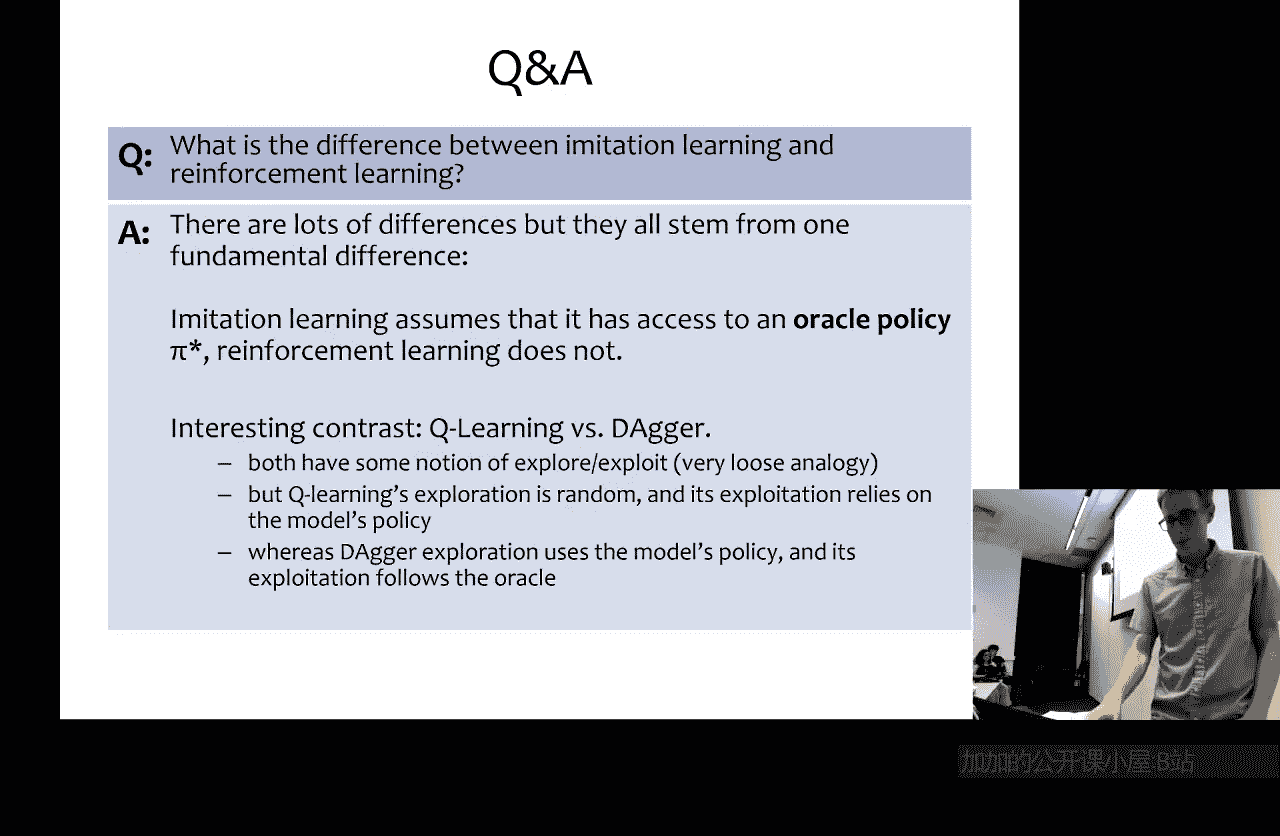 Q&A
Q: What is the difference between imitation learning and
reinforcement learning?
A: There are lots of differences but they all stem from one
fundamental difference:
Imitation learning assumes that it has access to an oracle policy
π*, reinforcement learning does not.
Interesting contrast: Q-Learning vs. DAgger.
– both have some notion of explore/exploit (very loose analogy)
– but Q-learning’s exploration is random, and its exploitation relies on
the model’s policy
– whereas DAgger exploration uses the model’s policy, and its
exploitation follows the oracle
加加的公开课小屋 B站